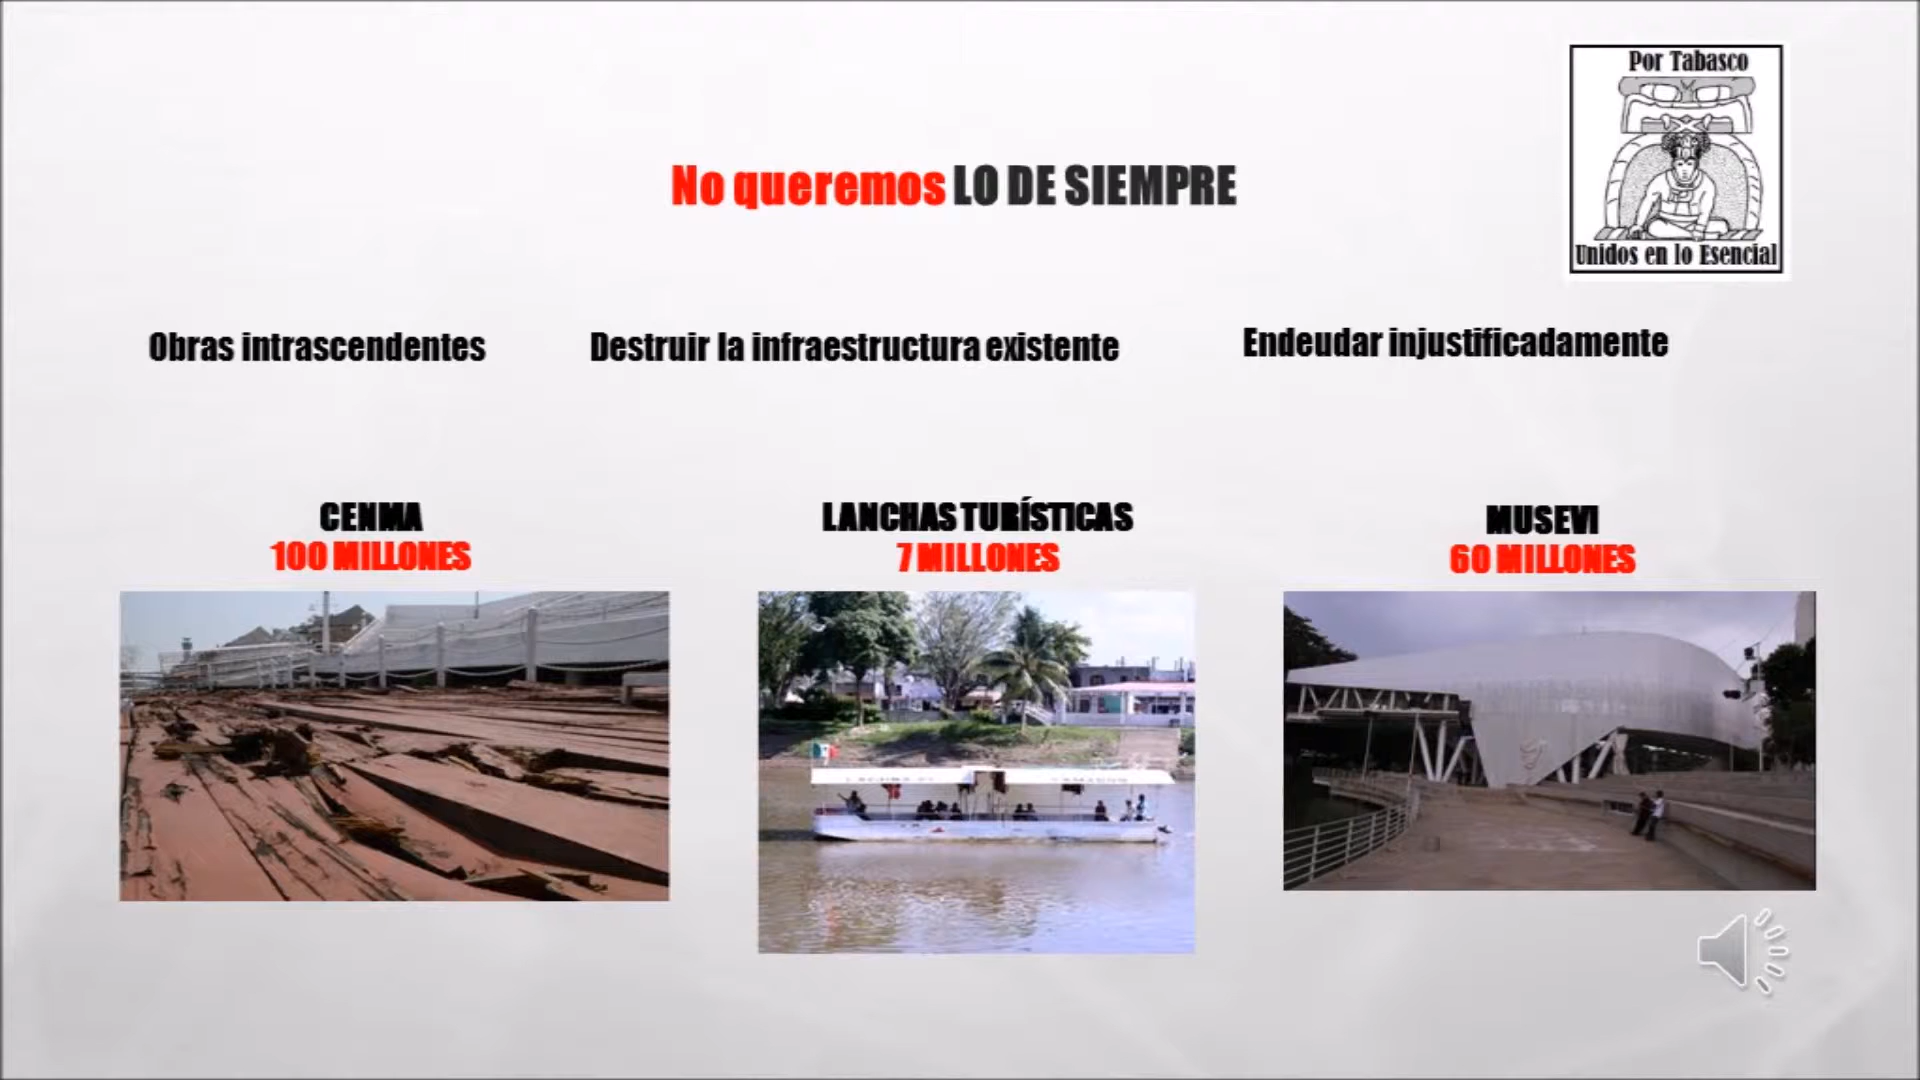 Por Tabasco
Unidos en lo Esencial
No queremos LO DE SIEMPRE
Obras intrascendentes
Destruir la infraestructura existente
Endeudar injustificadamente
CENMA
100 MILLONES
LANCHAS TURÍSTICAS
7 MILLONES
MUSEVI
60 MILLONES